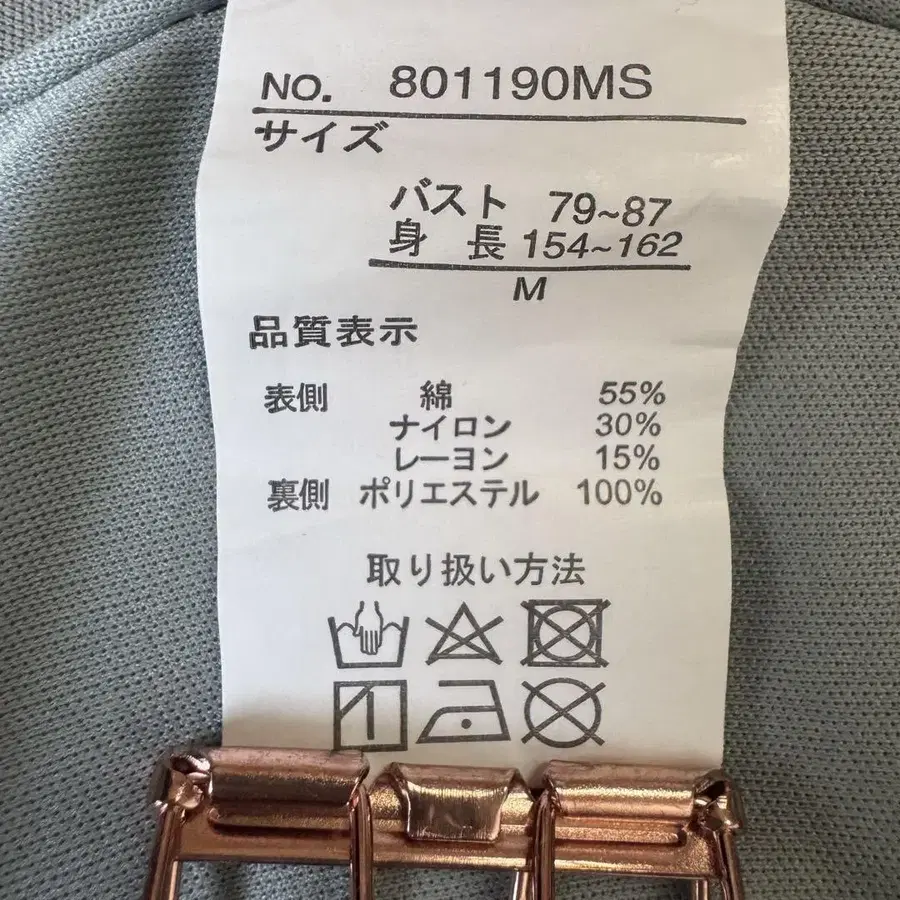 NO. 801190MS
サイズ
バスト 79~87
身 長 154~162
M
品質表示
表側 綿 55%
ナイロン 30%
レーヨン 15%
裏側 ポリエステル 100%
取り扱い方法